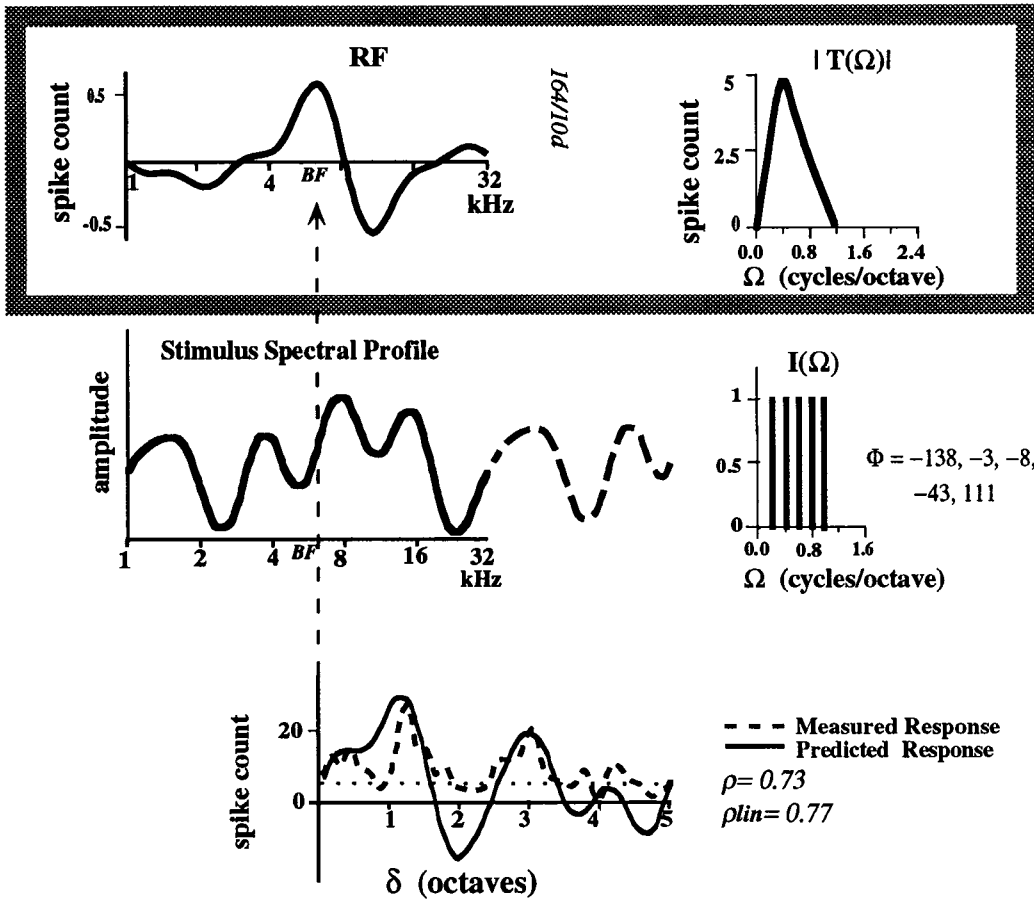 RF
spike count
0.5
-0.5
1
4
BF
32
kHz
164/10d
| T(Ω)|
spike count
5
2.5
0
0.0 0.8 1.6 2.4
Ω (cycles/octave)
Stimulus Spectral Profile
amplitude
1 2 4 BF 8 16 32
kHz
I(Ω)
1
0.5
0
0.0 0.8 1.6
Ω (cycles/octave)
Φ = −138, −3, −8,
−43, 111
spike count
20
0
1 2 3 4 5
δ (octaves)
Measured Response
Predicted Response
ρ= 0.73
ρlin= 0.77